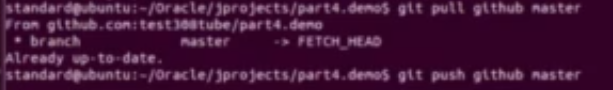 standard@ubuntu:~/Oracle/jprojects/part4.demo$ git pull github master
From github.com:test308tube/part4.demo
 * branch            master     -> FETCH_HEAD
Already up-to-date.
standard@ubuntu:~/Oracle/jprojects/part4.demo$ git push github master